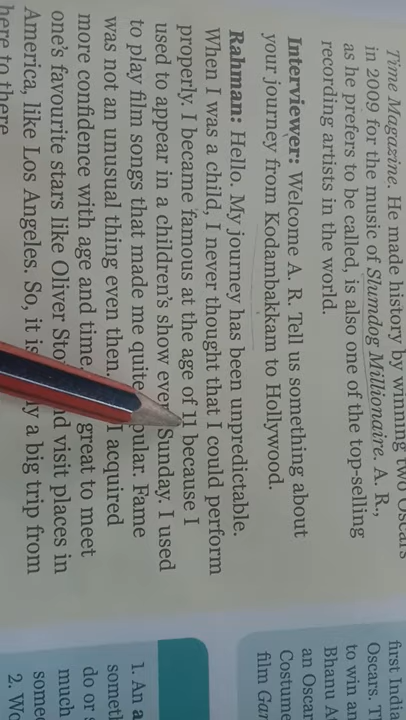 Time Magazine. He made history by winning two Oscars
in 2009 for the music of Slumdog Millionaire. A. R.,
as he prefers to be called, is also one of the top-selling
recording artists in the world.
Interviewer: Welcome A. R. Tell us something about
your journey from Kodambakkam to Hollywood.
Rahman: Hello. My journey has been unpredictable.
When I was a child, I never thought that I could perform
properly. I became famous at the age of 11 because I
used to appear in a children's show every Sunday. I used
to play film songs that made me quite popular. Fame
was not an unusual thing even then. acquired
more confidence with age and time. great to meet
one's favourite stars like Oliver Sto nd visit places in
America, like Los Angeles. So, it is ly a big trip from
here to there
first India
Oscars. T
to win an
Bhanu A
an Oscar
Costume
film Gan
1. An a
someth
do or s
much
some
2. Wo